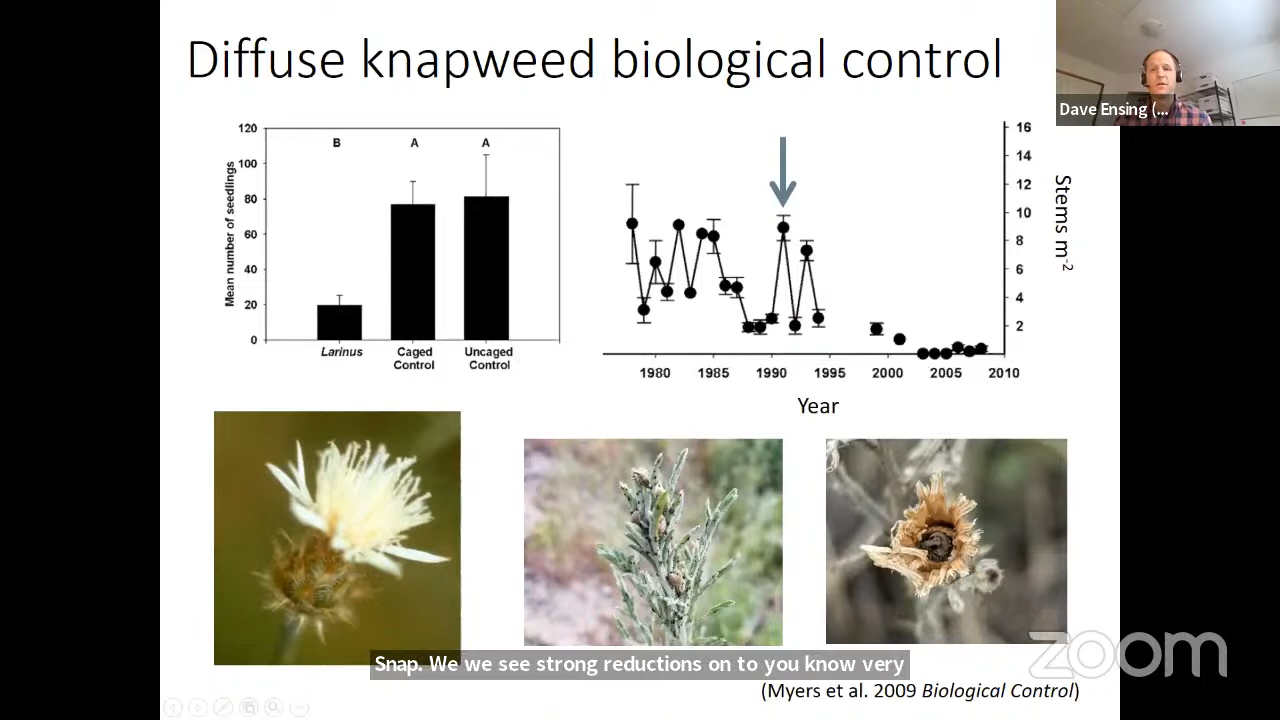 Diffuse knapweed biological control
Dave Ensing (...
120
100
80
60
40
20
0
Mean number of seedlings
B A A
Larinus
Caged
Control
Uncaged
Control
16
14
12
10
8
6
4
2
Stems m-2
1980 1985 1990 1995 2000 2005 2010
Year
Snap. We we see strong reductions on to you know very
zoom
(Myers et al. 2009 Biological Control)